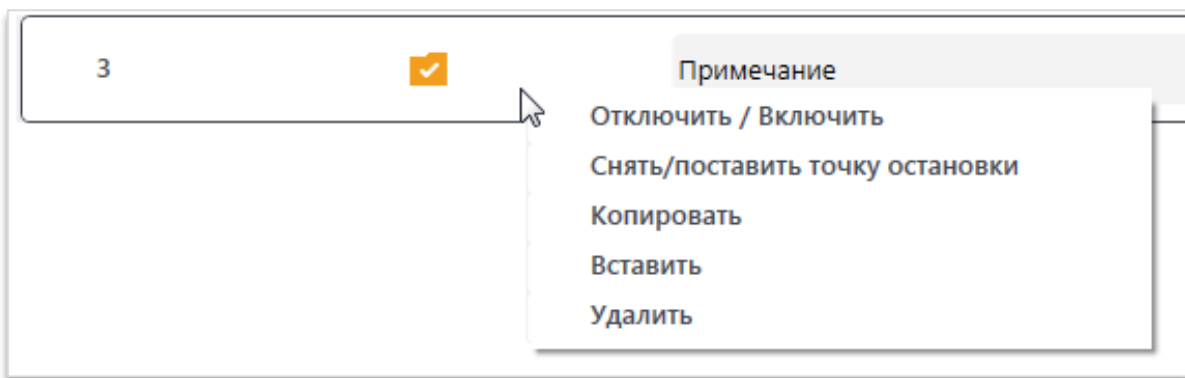 3 Примечание
Отключить / Включить
Снять/поставить точку остановки
Копировать
Вставить
Удалить